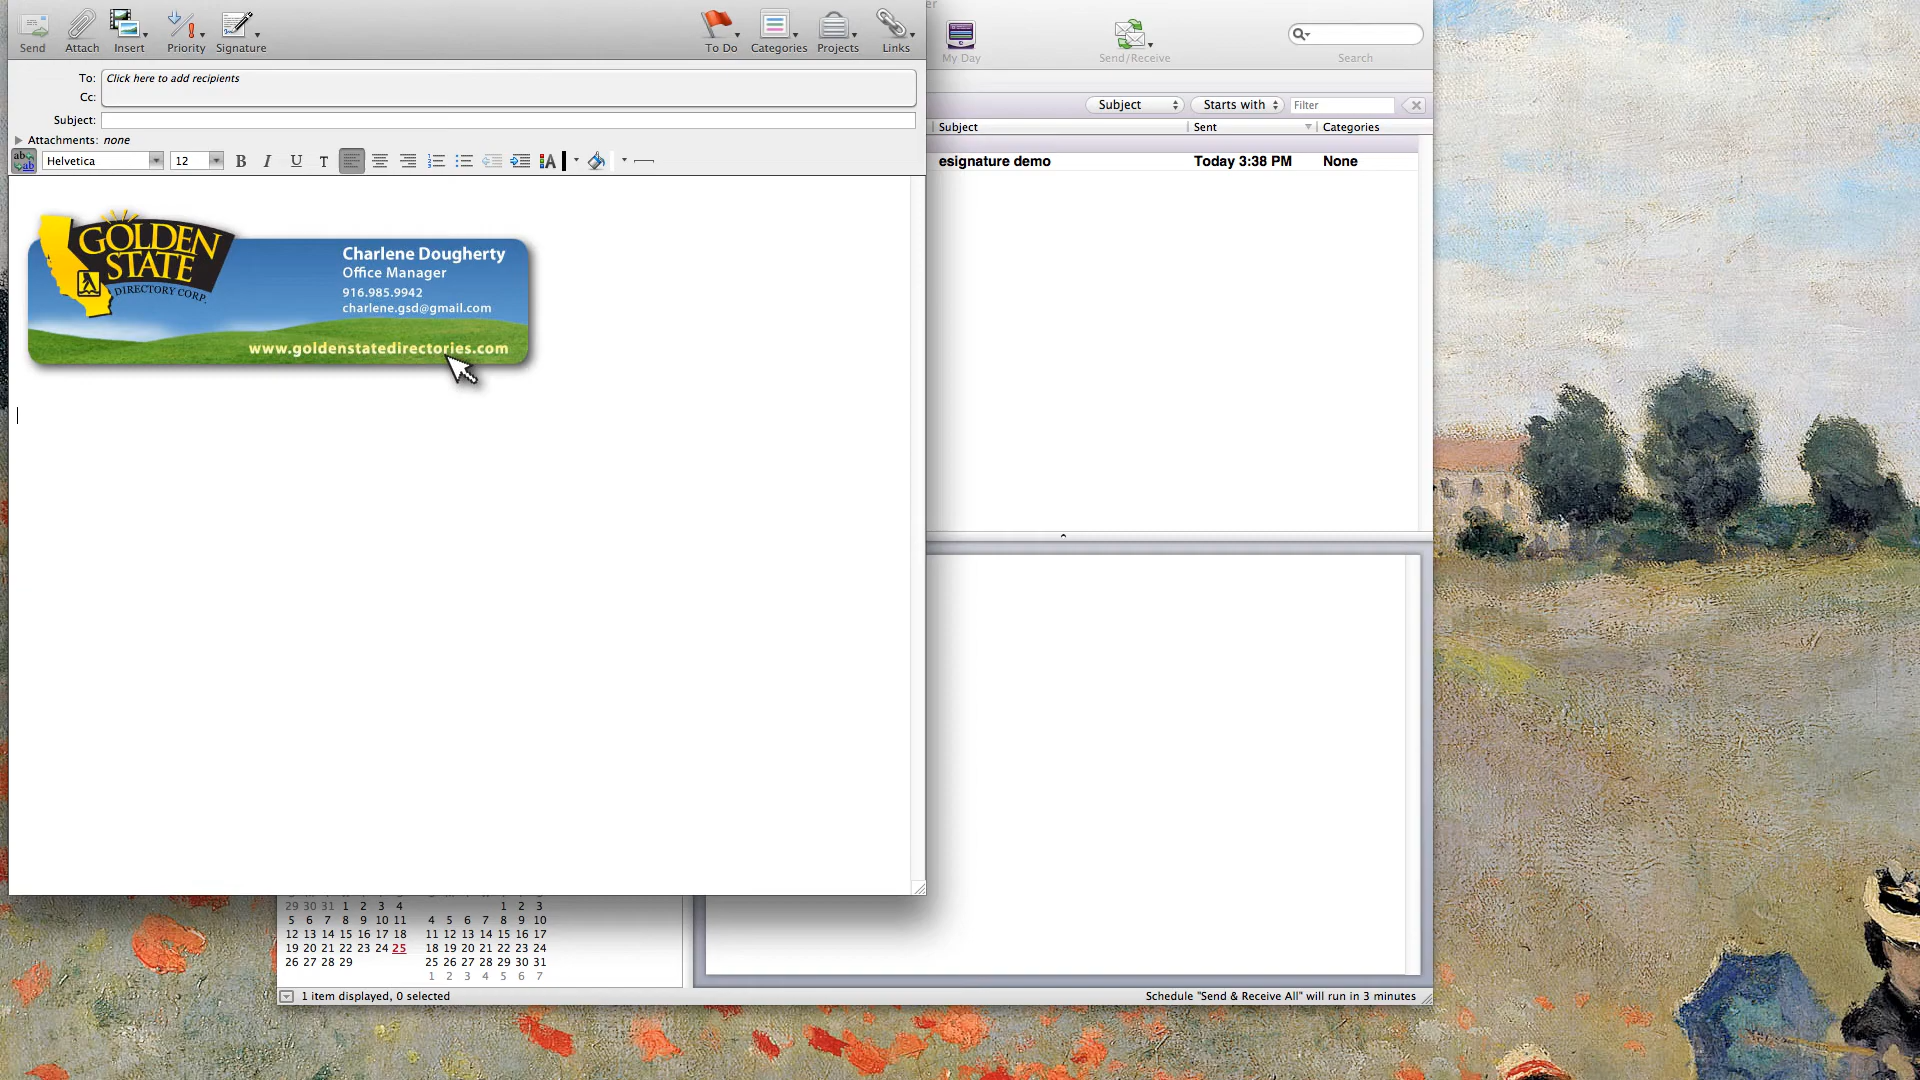 Send
Attach
Insert
Priority
Signature
To Do
Categories
Projects
Links
My Day
Send/Receive
Search
To: Click here to add recipients
Cc:
Subject:
Attachments: none
Subject
Starts with
Filter
Subject
Sent
Categories
esignature demo
Today 3:38 PM
None
Helvetica
12
B I U T
GOLDEN
STATE
DIRECTORY CORP.
Charlene Dougherty
Office Manager
916.985.9942
charlene.gsd@gmail.com
www.goldenstatedirectories.com
29 30 31 1 2 3 4
5 6 7 8 9 10 11
12 13 14 15 16 17 18
19 20 21 22 23 24 25
26 27 28 29
1 2 3
4 5 6 7 8 9 10
11 12 13 14 15 16 17
18 19 20 21 22 23 24
25 26 27 28 29 30 31
1 2 3 4 5 6 7
1 item displayed, 0 selected
Schedule "Send & Receive All" will run in 3 minutes